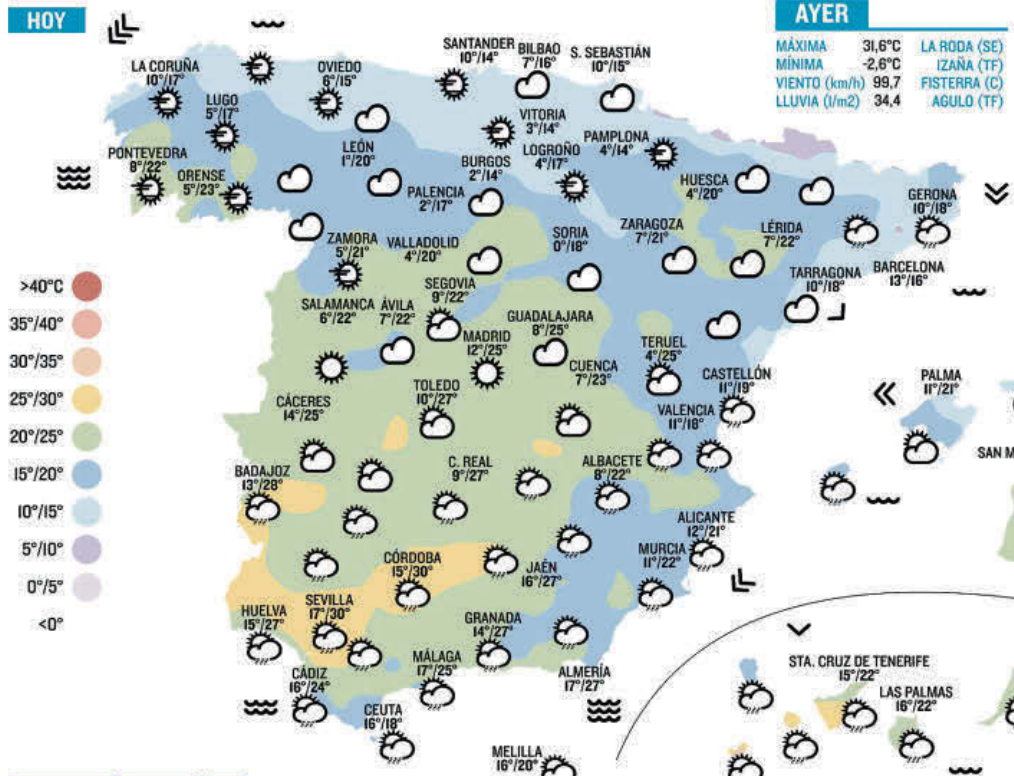 HOY
AYER
MÁXIMA 31,6°C LA RODA (SE)
MÍNIMA -2,6°C IZAÑA (TF)
VIENTO (km/h) 99,7 FISTERRA (C)
LLUVIA (l/m2) 34,4 AGULO (TF)
LA CORUÑA
10°/17°
LUGO
5°/17°
OVIEDO
6°/15°
SANTANDER
10°/14°
BILBAO
7°/16°
S. SEBASTIÁN
10°/15°
PONTEVEDRA
8°/22°
ORENSE
5°/23°
LEÓN
1°/20°
VITORIA
3°/14°
PAMPLONA
4°/14°
LOGROÑO
4°/17°
BURGOS
2°/14°
PALENCIA
2°/17°
HUESCA
4°/20°
GERONA
10°/18°
ZAMORA
5°/21°
VALLADOLID
4°/20°
SORIA
0°/18°
ZARAGOZA
7°/21°
LÉRIDA
7°/22°
BARCELONA
13°/16°
TARRAGONA
10°/18°
SEGOVIA
9°/22°
SALAMANCA
6°/22°
ÁVILA
7°/22°
MADRID
12°/25°
GUADALAJARA
8°/25°
CUENCA
7°/23°
TERUEL
4°/25°
CASTELLÓN
11°/19°
PALMA
11°/21°
CÁCERES
14°/25°
TOLEDO
10°/27°
VALENCIA
11°/18°
SAN M
BADAJOZ
13°/28°
C. REAL
9°/27°
ALBACETE
8°/22°
ALICANTE
12°/21°
MURCIA
11°/22°
CÓRDOBA
15°/30°
JAÉN
16°/27°
HUELVA
15°/27°
SEVILLA
17°/30°
GRANADA
14°/27°
MÁLAGA
17°/25°
ALMERÍA
17°/27°
CÁDIZ
16°/24°
CEUTA
16°/18°
MELILLA
16°/20°
STA. CRUZ DE TENERIFE
15°/22°
LAS PALMAS
16°/22°
>40°C
35°/40°
30°/35°
25°/30°
20°/25°
15°/20°
10°/15°
5°/10°
0°/5°
<0°